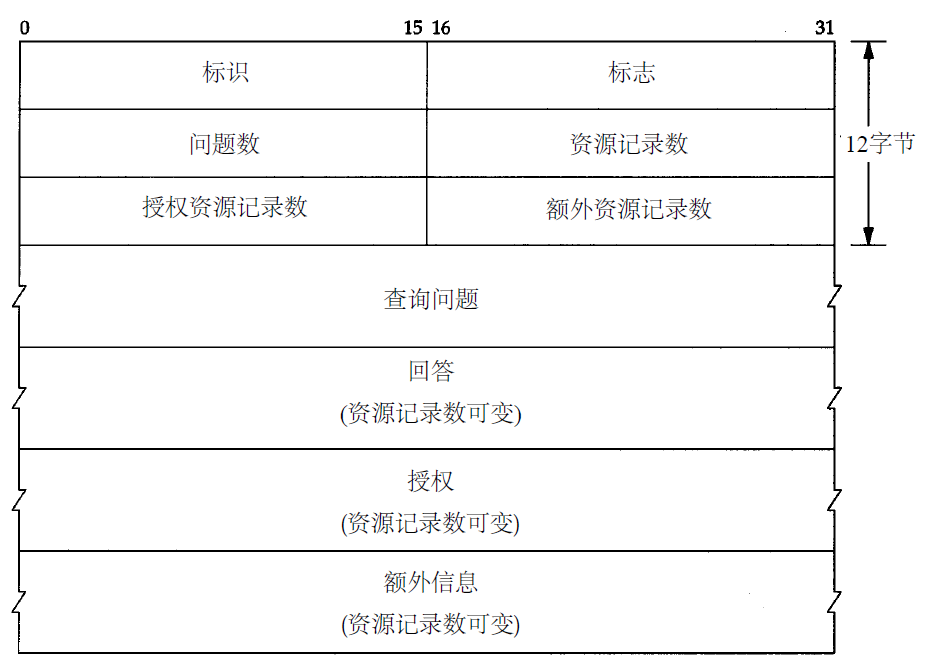 0 15 16 31
标识 标志
问题数 资源记录数 12字节
授权资源记录数 额外资源记录数
查询问题
回答
(资源记录数可变)
授权
(资源记录数可变)
额外信息
(资源记录数可变)